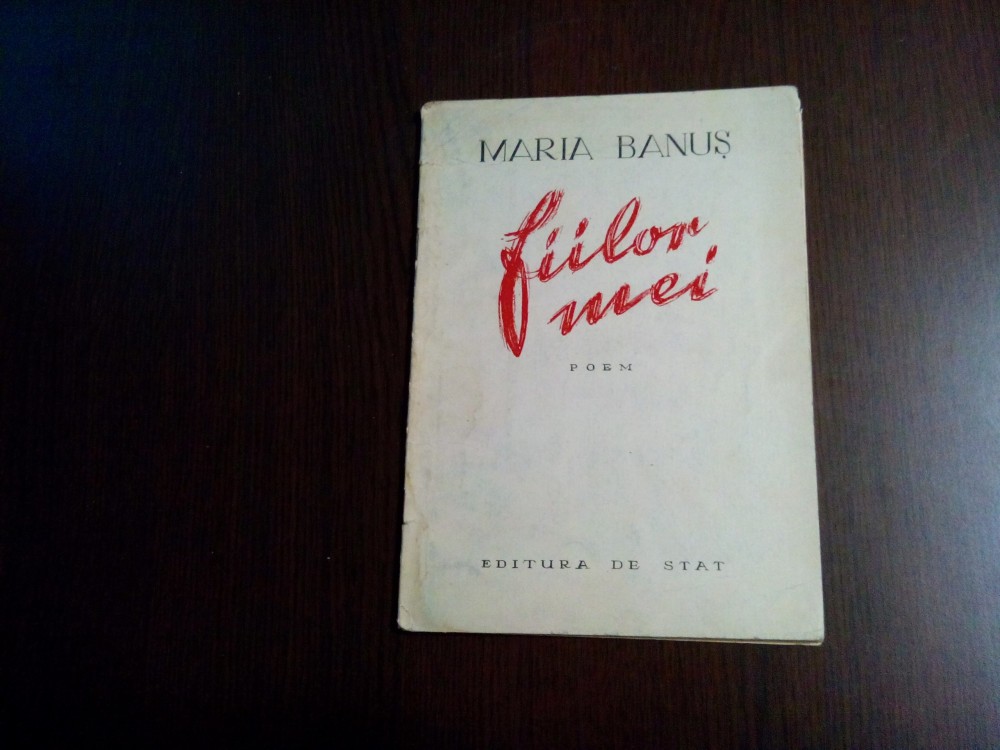 MARIA BANUȘ
fiilor
mei
POEM
EDITURA DE STAT